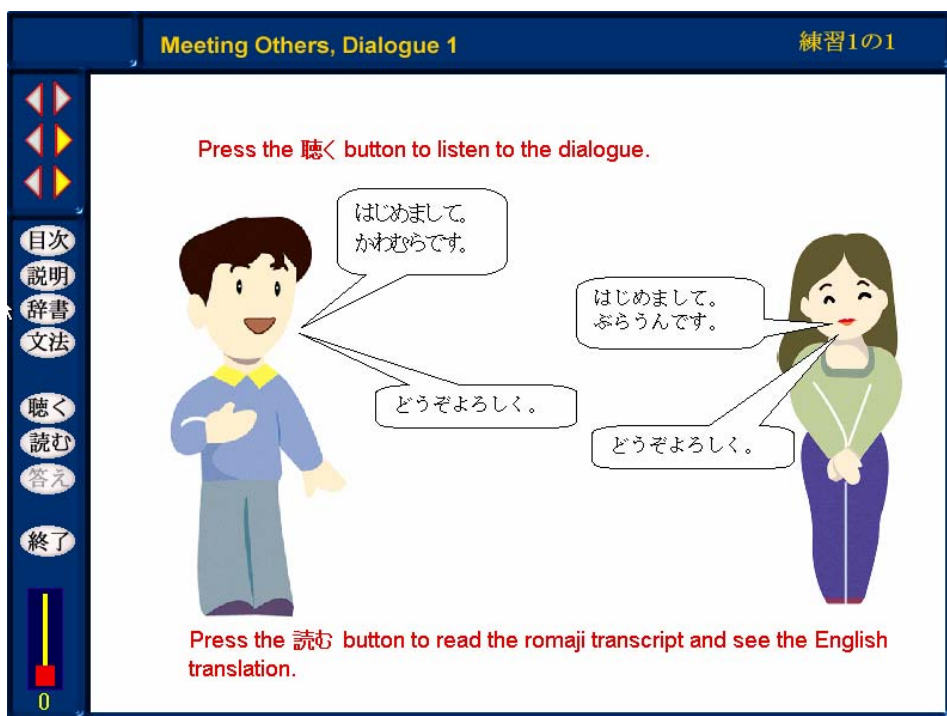 Meeting Others, Dialogue 1
練習1の1
Press the 聴く button to listen to the dialogue.
はじめまして。
かわむらです。
はじめまして。
ぶらうんです。
どうぞよろしく。
どうぞよろしく。
目次
説明
辞書
文法
聴く
読む
答え
終了
0
Press the 読む button to read the romaji transcript and see the English
translation.